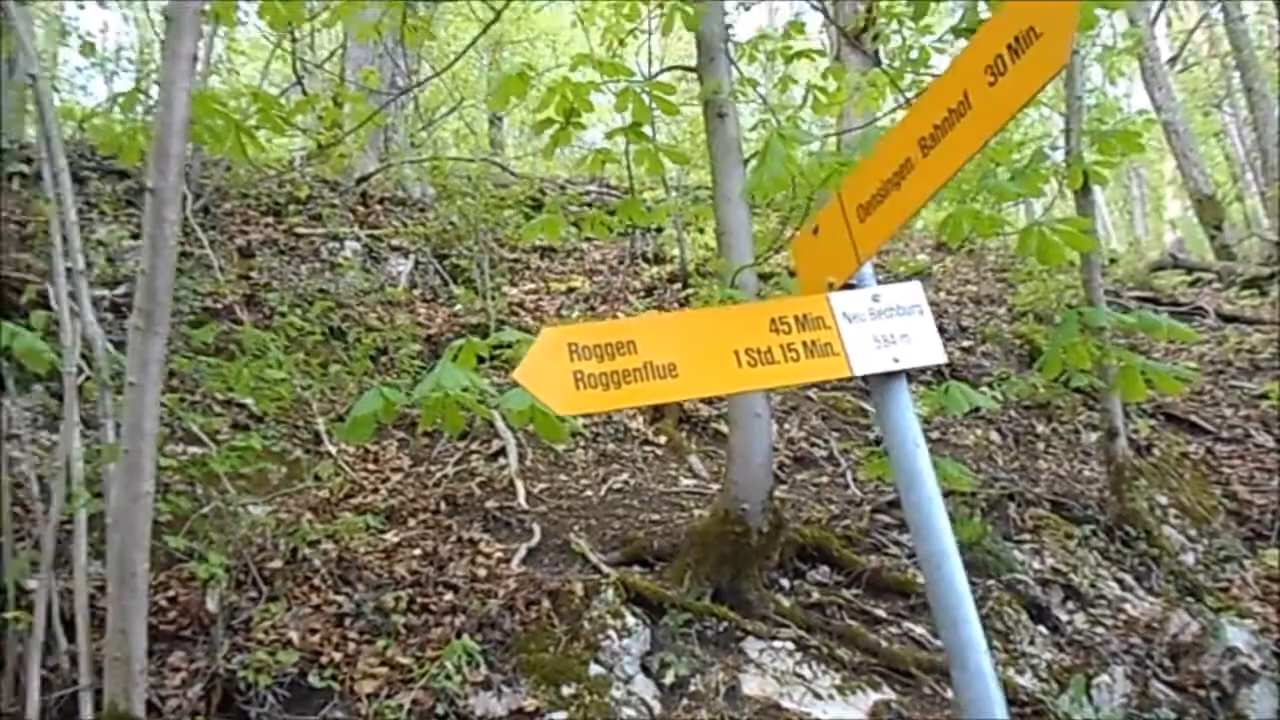 Oensingen/Bahnhof 30 Min.
Roggen 45 Min.
Roggenflue 1 Std.15 Min.
Neu Bechburg
584 m